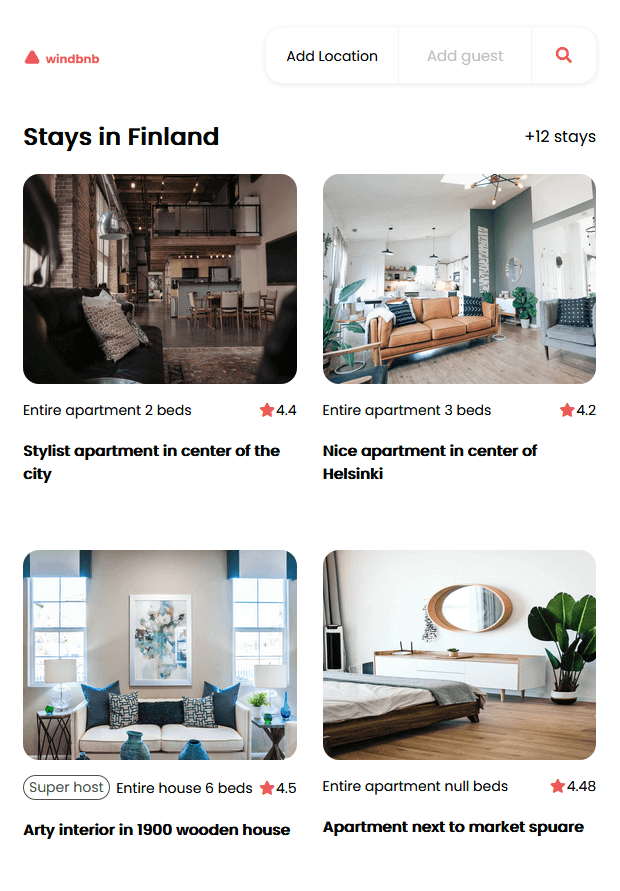 windbnb
Add Location
Add guest
Stays in Finland
+12 stays
Entire apartment 2 beds
4.4
Stylist apartment in center of the
city
Entire apartment 3 beds
4.2
Nice apartment in center of
Helsinki
Super host
Entire house 6 beds
4.5
Arty interior in 1900 wooden house
Entire apartment null beds
4.48
Apartment next to market spuare